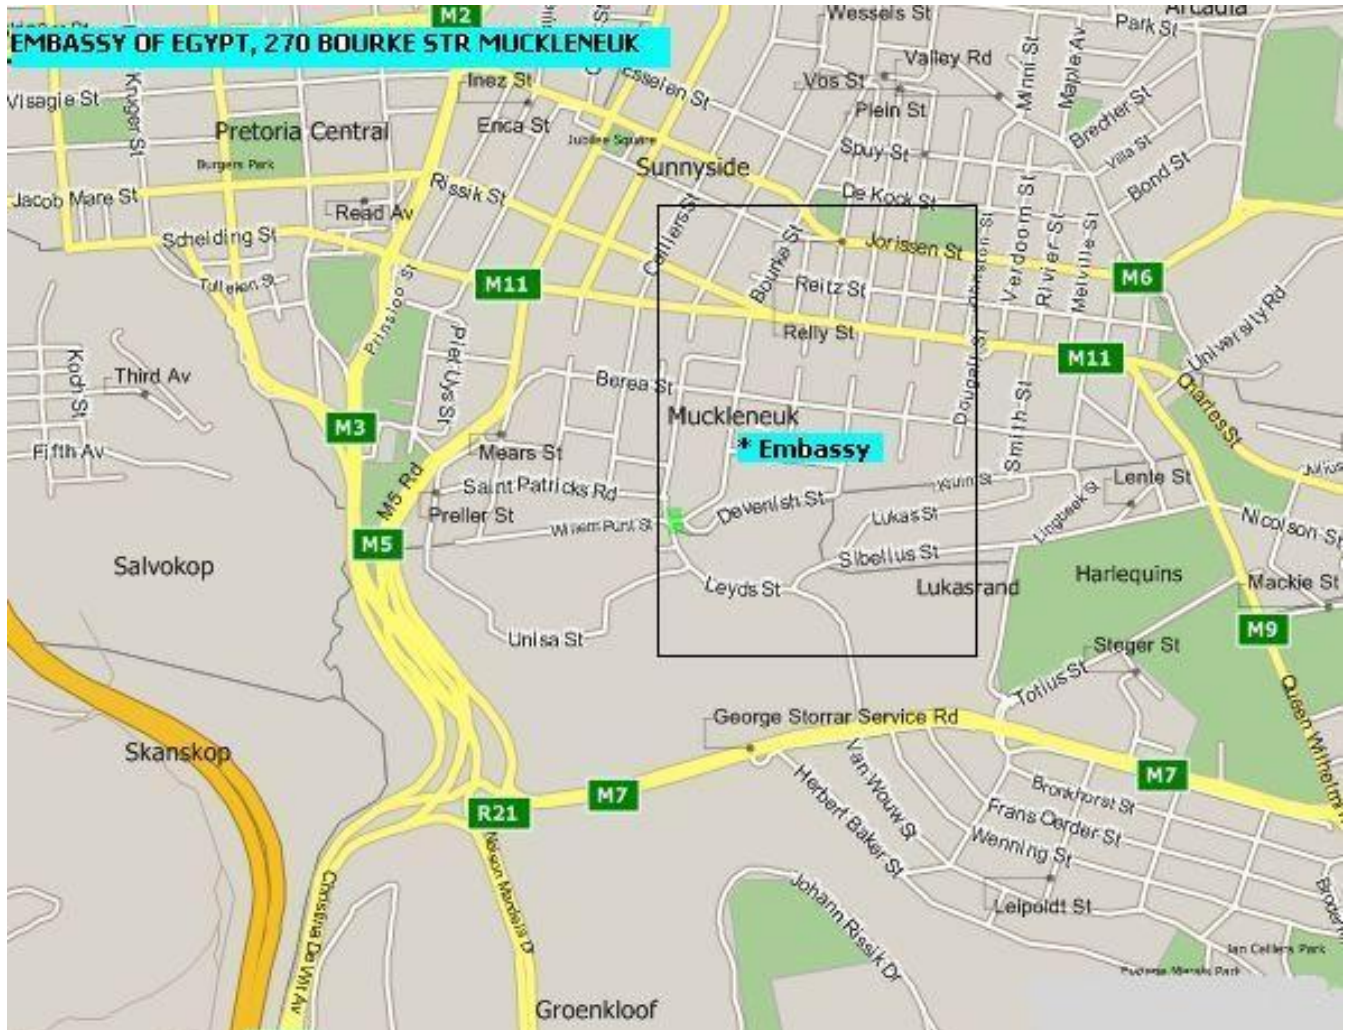 M2
Wessels St
Arcadia
Park St
EMBASSY OF EGYPT, 270 BOURKE STR MUCKLENEUK
Valley Rd
Minni St
Maple Av
Inez St
Esselen St
Vos St
Visagie St
Kruger St
Plein St
Brecher St
Pretoria Central
Erica St
Jubilee Square
Spuy St
Villa St
Burgers Park
Sunnyside
Bond St
Jacob Mare St
Rissik St
De Kock St
Read Av
Celliers St
Verdoorn St
River St
Melville St
Scheiding St
Bourke St
Jorissen St
Johnston St
M6
M11
Reitz St
Prinsloo St
Relly St
University Rd
Third Av
Koch St
Piet Uys St
Berea St
M11
Dougall St
Charles St
Muckleneuk
Smith St
M3
* Embassy
Fifth Av
Mears St
Saint Patricks Rd
Lente St
Julius
M5 Rd
Preller St
Devenish St
Lukas St
Nicolson St
M5
Sibelius St
Salvokop
Leyds St
Lukasrand
Harlequins
Mackie St
Unisa St
M9
Steger St
Totius St
George Storrar Service Rd
Queen Wilhelmi
Skanskop
Van Wouw St
M7
M7
R21
Herbert Baker St
Bronkhorst St
Frans Oerder St
Wenning St
Nelson Mandela D
Christina De Wit Av
Johann Rissik Dr
Leipoldt St
Jan Celliers Park
Groenkloof